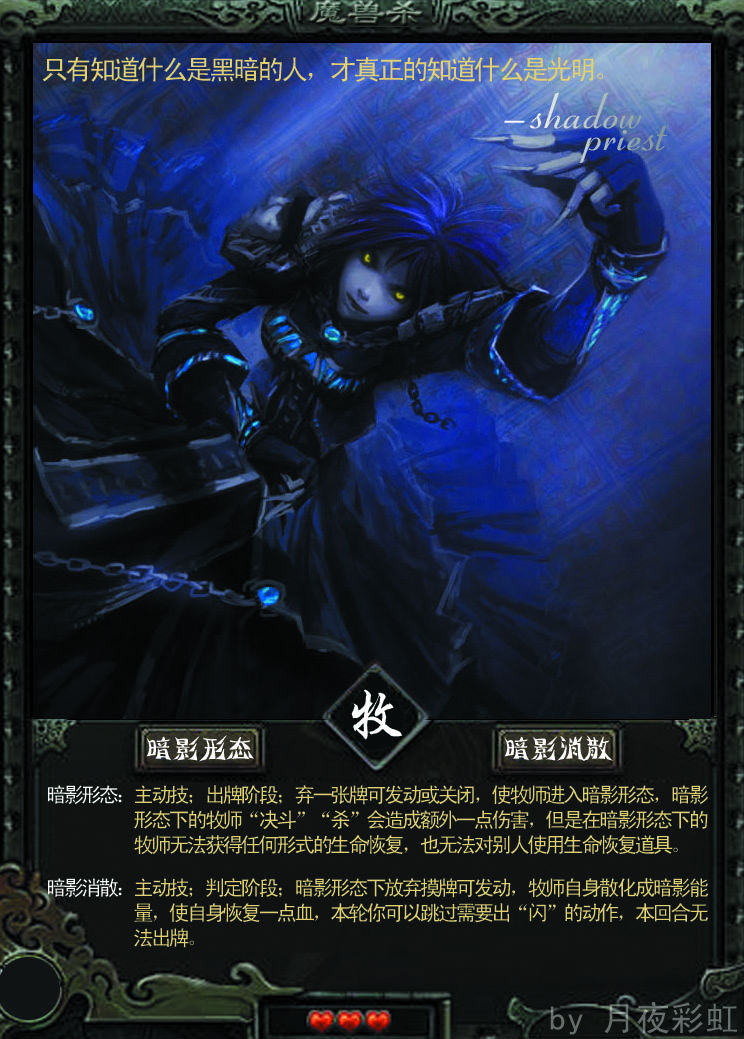 魔兽杀
只有知道什么是黑暗的人，才真正的知道什么是光明。
–shadow
priest
牧
暗影形态
暗影消散
暗影形态：主动技；出牌阶段；弃一张牌可发动或关闭，使牧师进入暗影形态，暗影
形态下的牧师“决斗”“杀”会造成额外一点伤害，但是在暗影形态下的
牧师无法获得任何形式的生命恢复，也无法对别人使用生命恢复道具。
暗影消散：主动技；判定阶段；暗影形态下放弃摸牌可发动，牧师自身散化成暗影能
量，使自身恢复一点血，本轮你可以跳过需要出“闪”的动作，本回合无
法出牌。
by 月夜彩虹